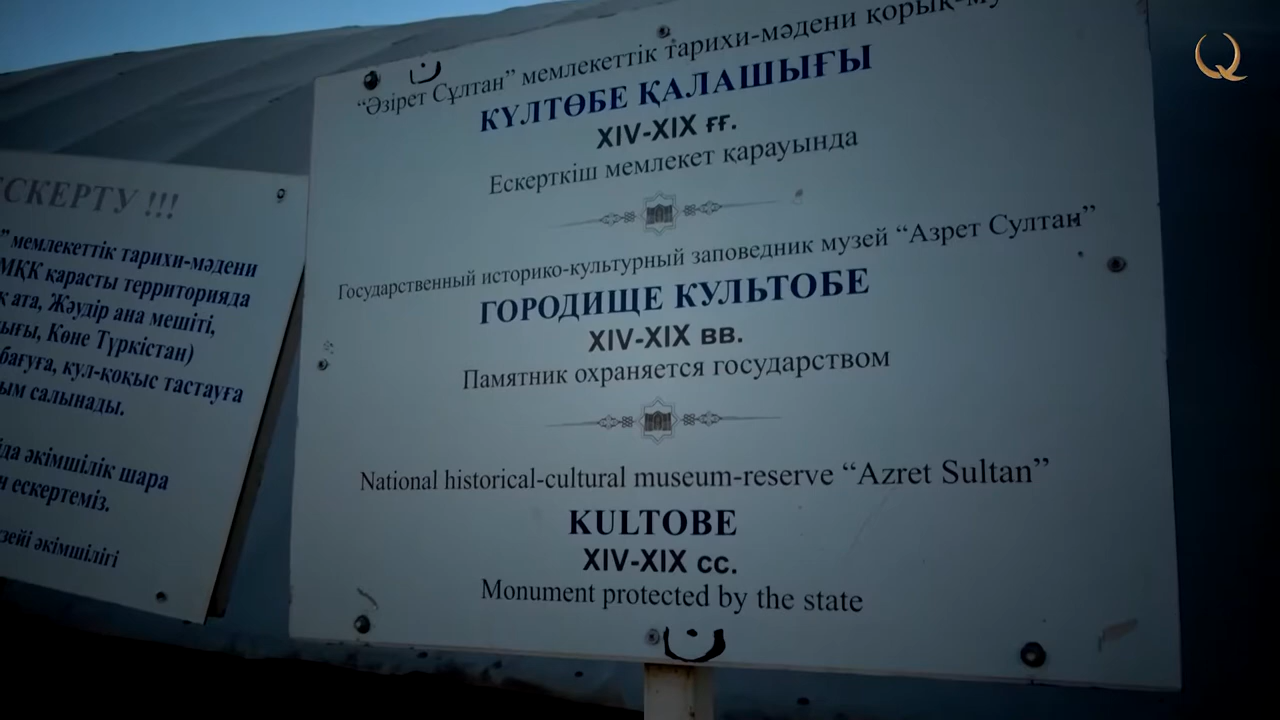 ЕСКЕРТУ !!!
” мемлекеттік тарихи-мәдени
МҚК қарасты территорияда
қ ата, Жәудір ана мешіті,
Көне Түркістан)
бағуға, күл-қоқыс тастауға
салынады.
әкімшілік шара
ескертеміз.
әкімшілігі
“Әзірет Сұлтан” мемлекеттік тарихи-мәдени қорық-му
КҮЛТӨБЕ ҚАЛАШЫҒЫ
XIV-XIX ғғ.
Ескерткіш мемлекет қарауында
Государственный историко-культурный заповедник музей “Азрет Султан”
ГОРОДИЩЕ КУЛЬТОБЕ
XIV-XIX вв.
Памятник охраняется государством
National historical-cultural museum-reserve “Azret Sultan”
KULTOBE
XIV-XIX cc.
Monument protected by the state
Q